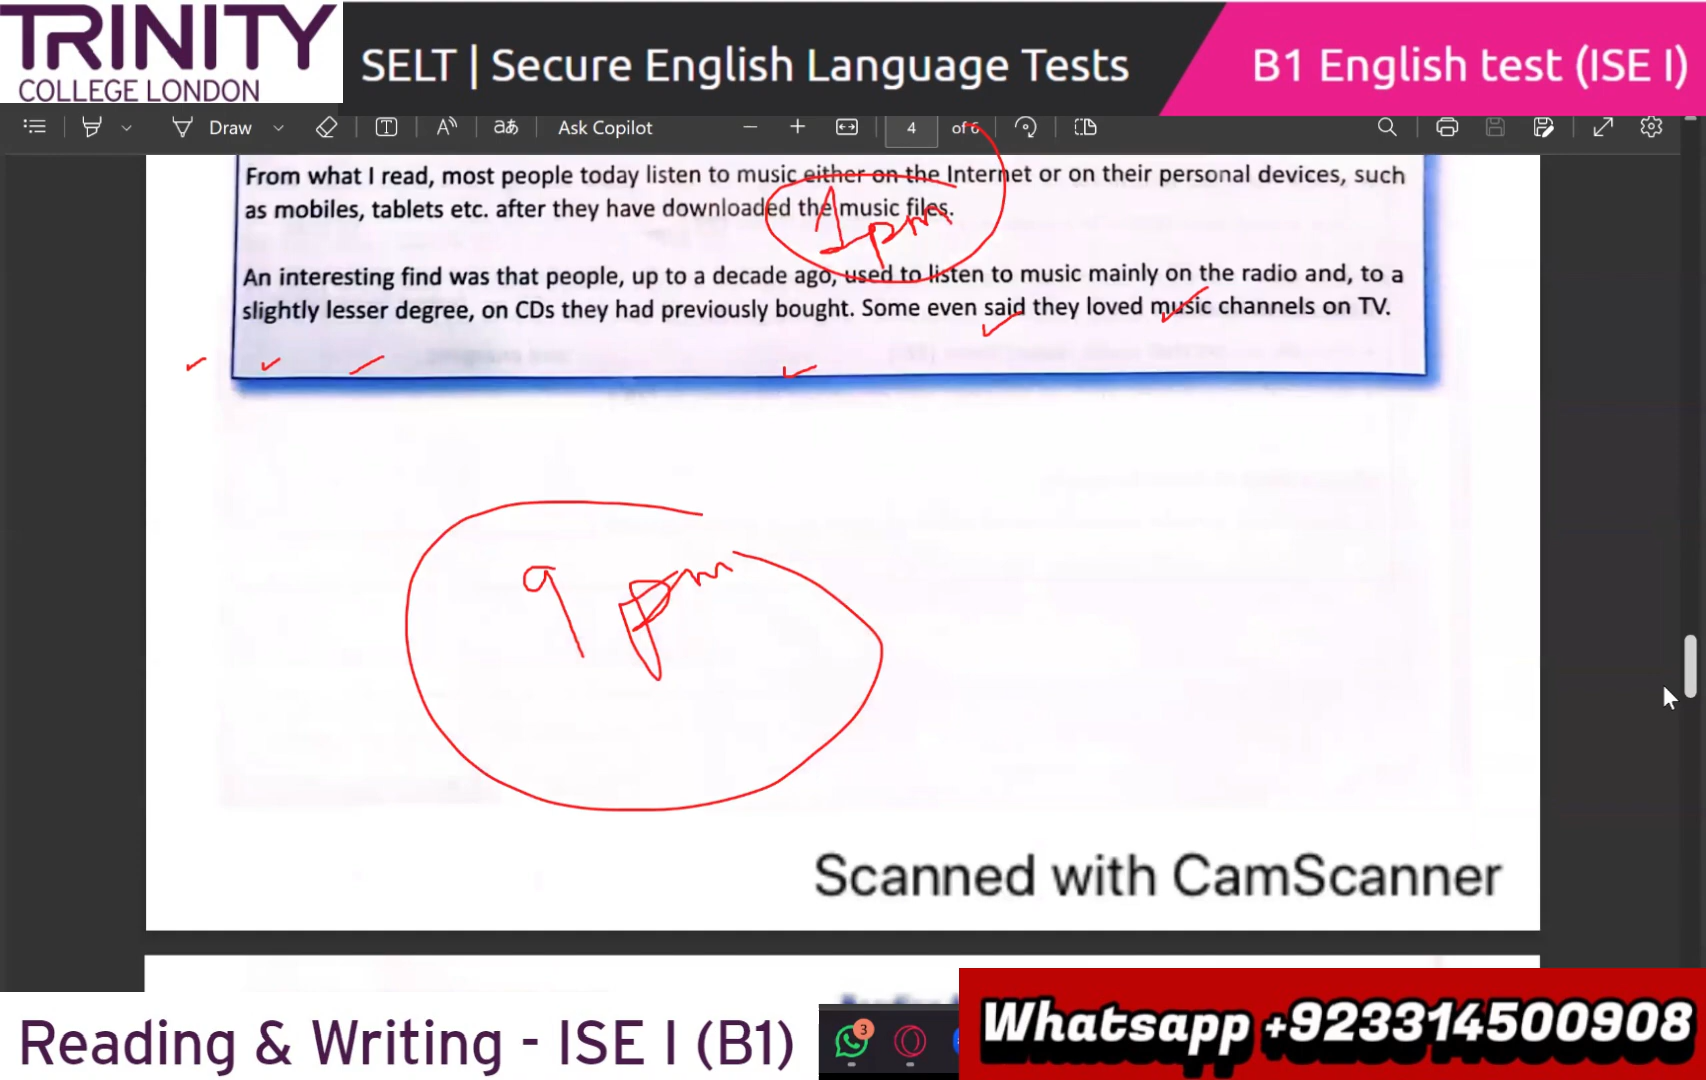 TRINITY
COLLEGE LONDON
SELT | Secure English Language Tests
B1 English test (ISE I)
Draw
aあ
Ask Copilot
4
of 6
From what I read, most people today listen to music either on the Internet or on their personal devices, such
as mobiles, tablets etc. after they have downloaded the music files.
1pm
An interesting find was that people, up to a decade ago, used to listen to music mainly on the radio and, to a
slightly lesser degree, on CDs they had previously bought. Some even said they loved music channels on TV.
9 pm
Scanned with CamScanner
Reading & Writing - ISE I (B1)
3
Whatsapp +923314500908